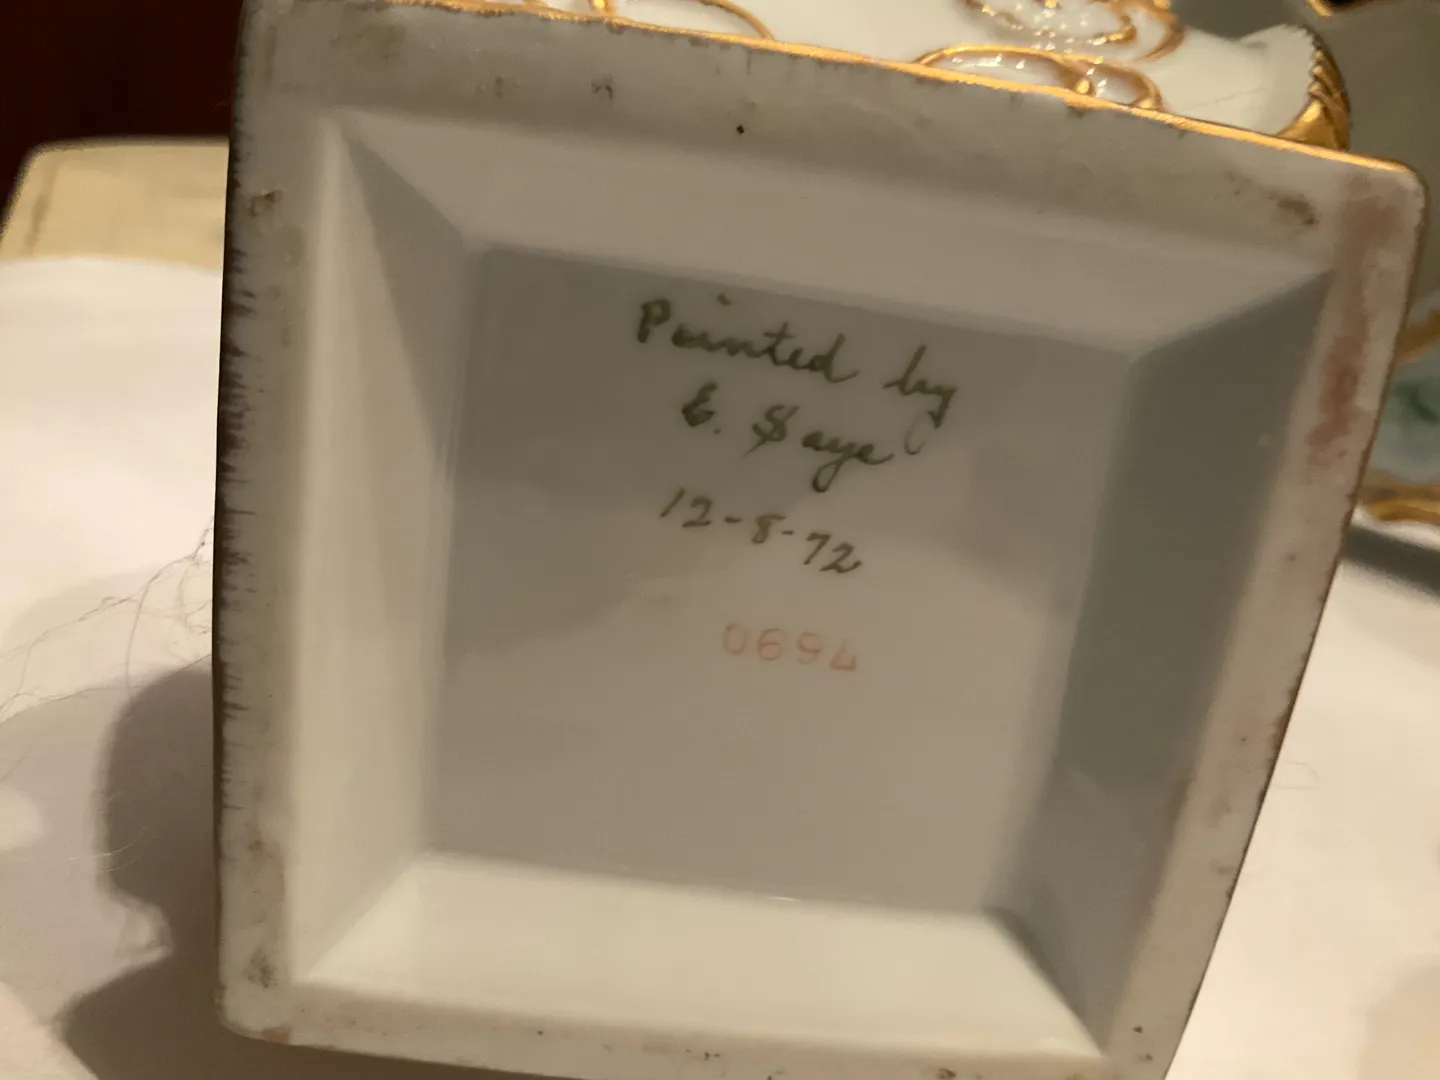 Painted by
E. Saye
12-8-72
0694